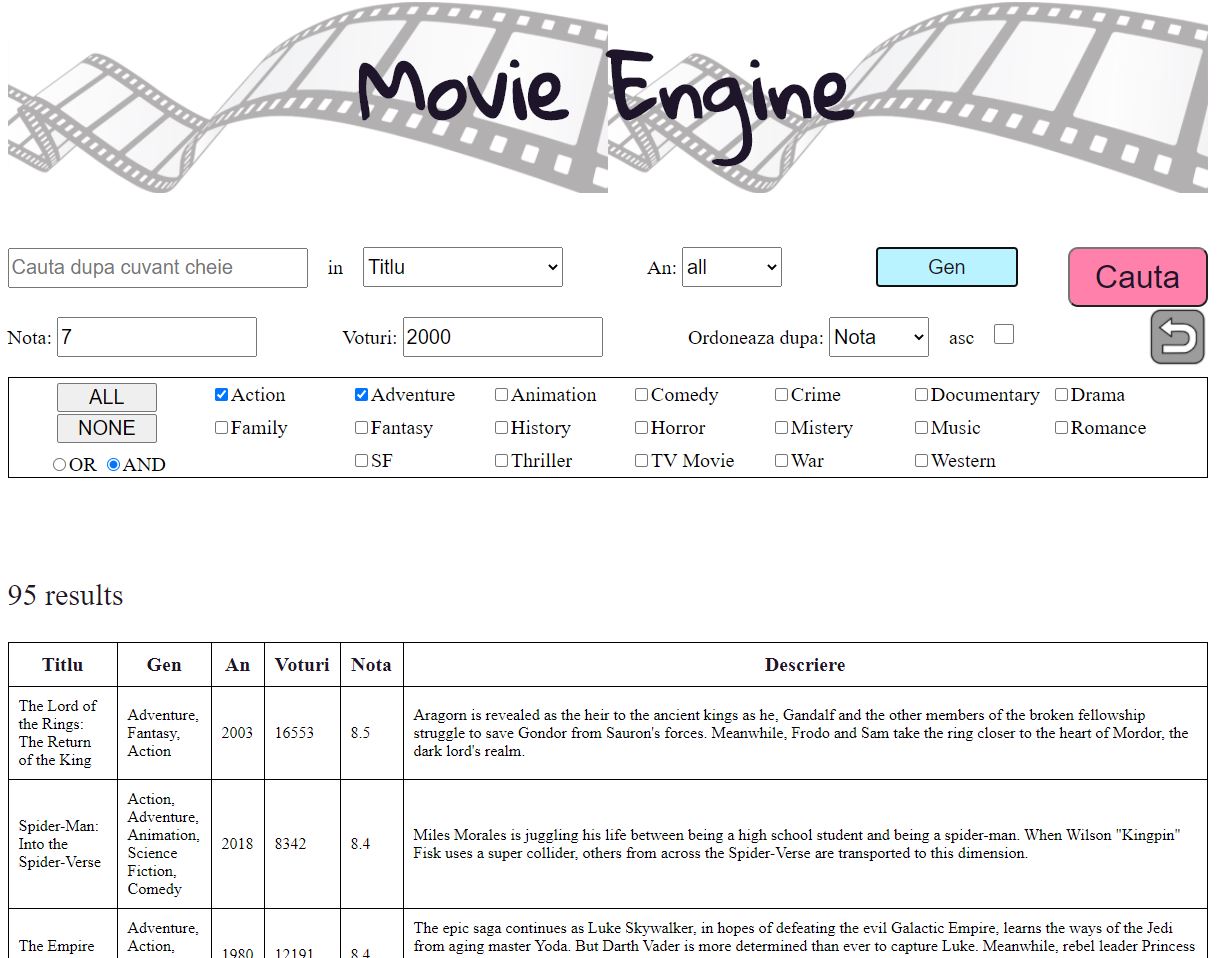 Movie Engine
Cauta dupa cuvant cheie in Titlu An: all Gen Cauta
Nota: 7 Voturi: 2000 Ordoneaza dupa: Nota asc
ALL Action Adventure Animation Comedy Crime Documentary Drama
NONE Family Fantasy History Horror Mistery Music Romance
OR AND SF Thriller TV Movie War Western
95 results
Titlu Gen An Voturi Nota Descriere
The Lord of
the Rings:
The Return
of the King
Adventure,
Fantasy,
Action
2003
16553
8.5
Aragorn is revealed as the heir to the ancient kings as he, Gandalf and the other members of the broken fellowship
struggle to save Gondor from Sauron's forces. Meanwhile, Frodo and Sam take the ring closer to the heart of Mordor, the
dark lord's realm.
Spider-Man:
Into the
Spider-Verse
Action,
Adventure,
Animation,
Science
Fiction,
Comedy
2018
8342
8.4
Miles Morales is juggling his life between being a high school student and being a spider-man. When Wilson "Kingpin"
Fisk uses a super collider, others from across the Spider-Verse are transported to this dimension.
The Empire
Adventure,
Action,
1980
12191
8.4
The epic saga continues as Luke Skywalker, in hopes of defeating the evil Galactic Empire, learns the ways of the Jedi
from aging master Yoda. But Darth Vader is more determined than ever to capture Luke. Meanwhile, rebel leader Princess